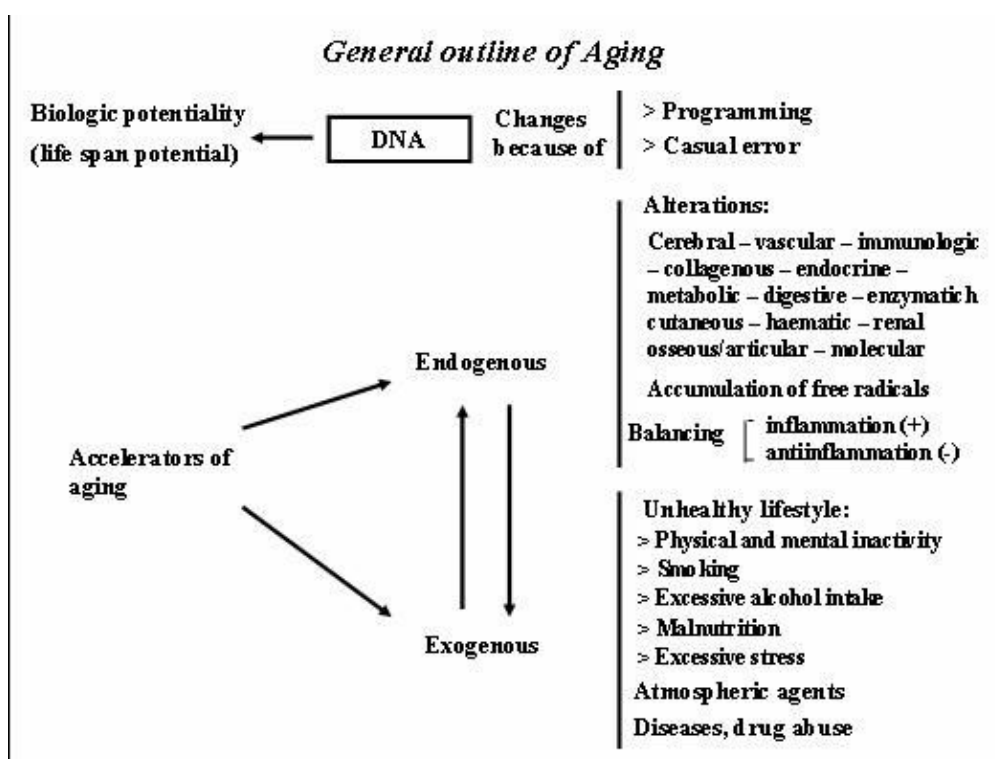 General outline of Aging
Biologic potentiality
(life span potential)
DNA
Changes
because of
> Programming
> Casual error
Alterations:
Cerebral – vascular – immunologic
– collagenous – endocrine –
metabolic – digestive – enzymatich
cutaneous – haematic – renal
osseous/articular – molecular
Accumulation of free radicals
Balancing
inflammation (+)
antiinflammation (-)
Endogenous
Accelerators of
aging
Exogenous
Unhealthy lifestyle:
> Physical and mental inactivity
> Smoking
> Excessive alcohol intake
> Malnutrition
> Excessive stress
Atmospheric agents
Diseases, drug abuse